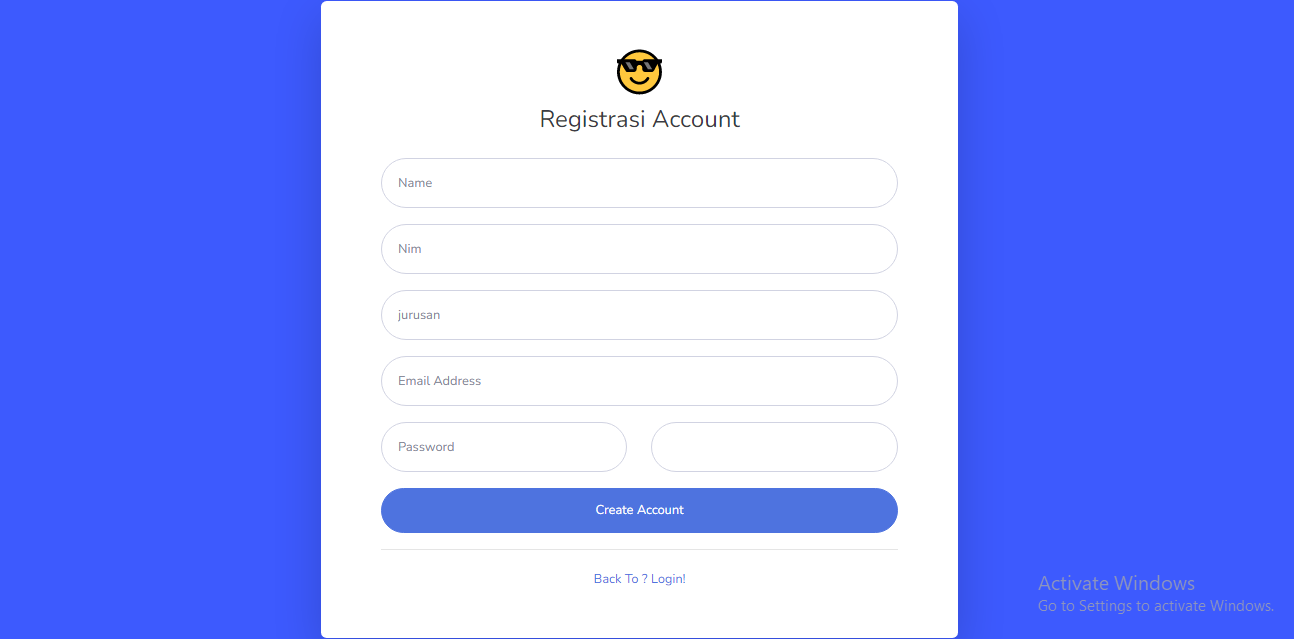 Registrasi Account
Name
Nim
jurusan
Email Address
Password
Create Account
Back To ? Login!
Activate Windows
Go to Settings to activate Windows.